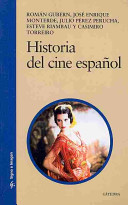 ROMÁN GUBERN, JOSÉ ENRIQUE
MONTERDE, JULIO PÉREZ PERUCHA,
ESTEVE RIAMBAU Y CASIMIRO
TORREIRO
Historia
del cine español
Signo e imagen
CÁTEDRA